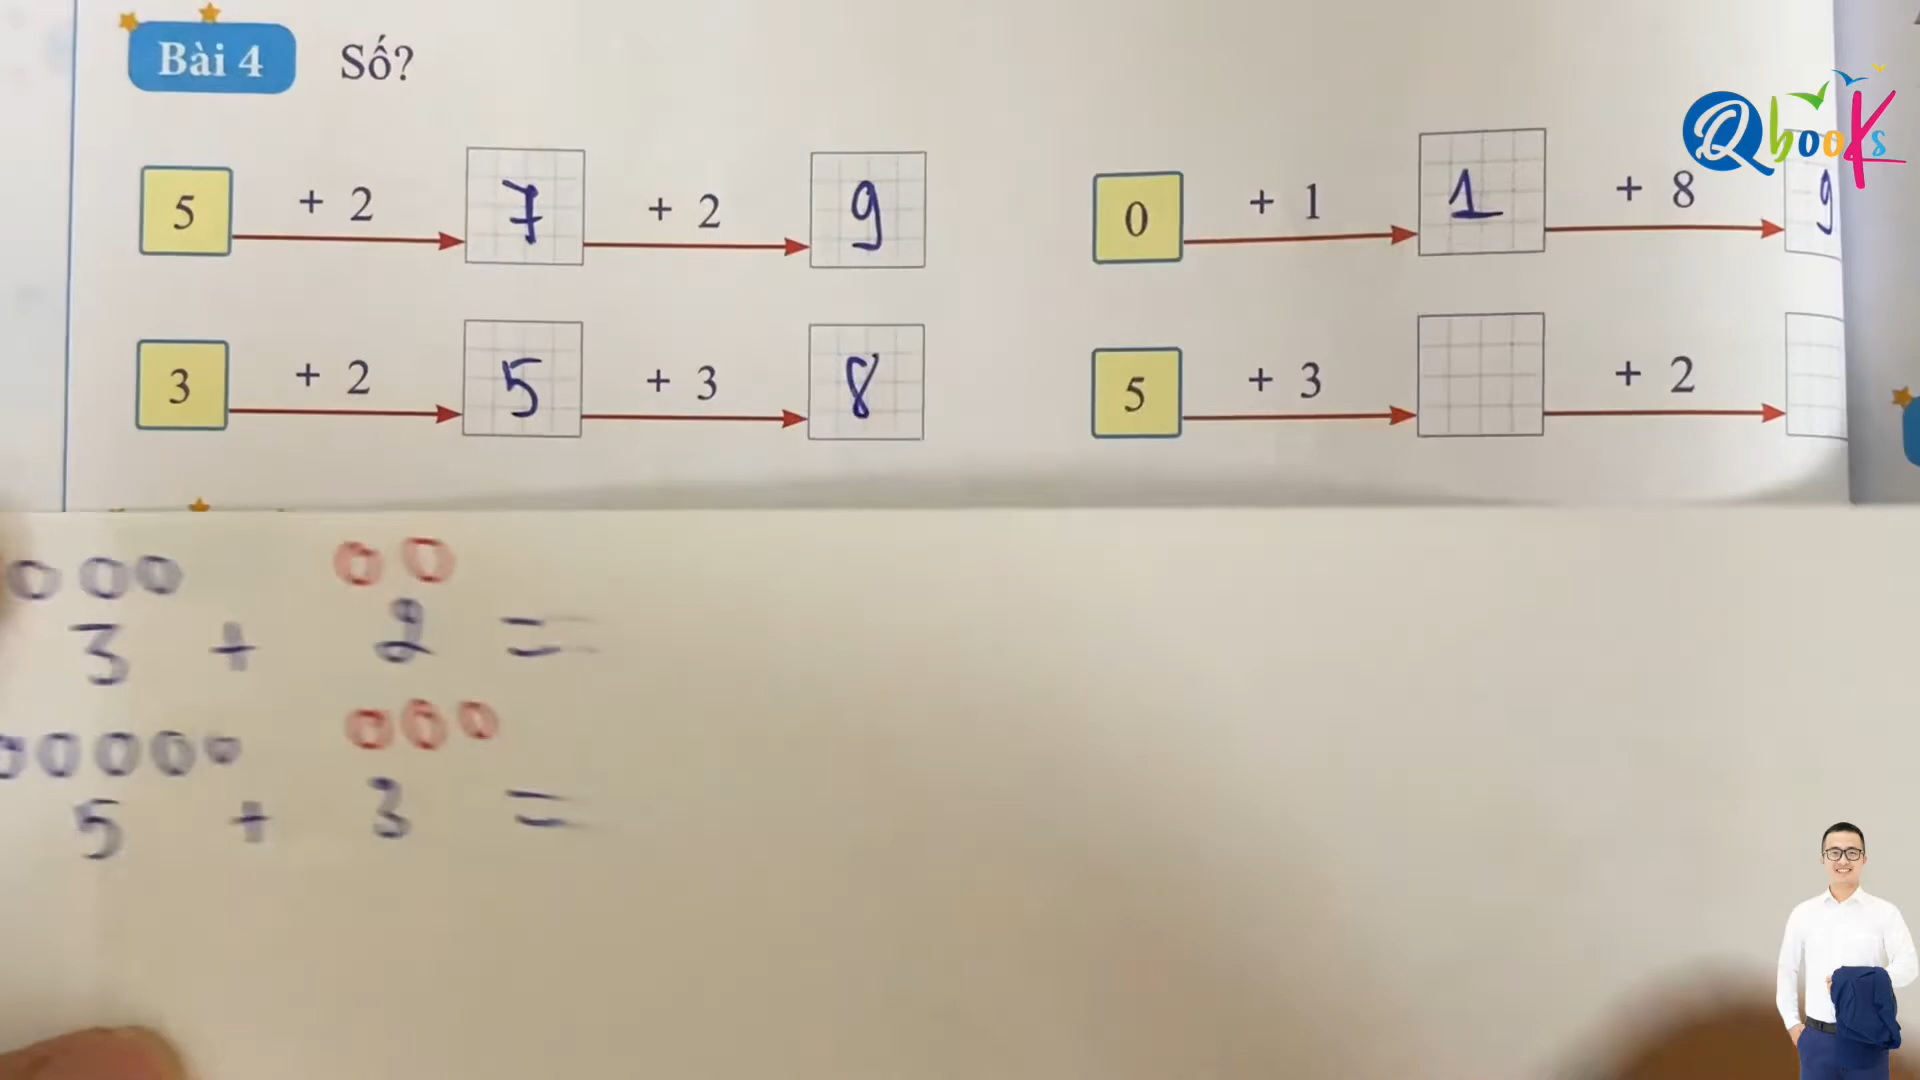 Bài 4 Số?
Qbooks
5 + 2 7 + 2 9 0 + 1 1 + 8 9
3 + 2 5 + 3 8 5 + 3 + 2
3 + 2 =
5 + 3 =